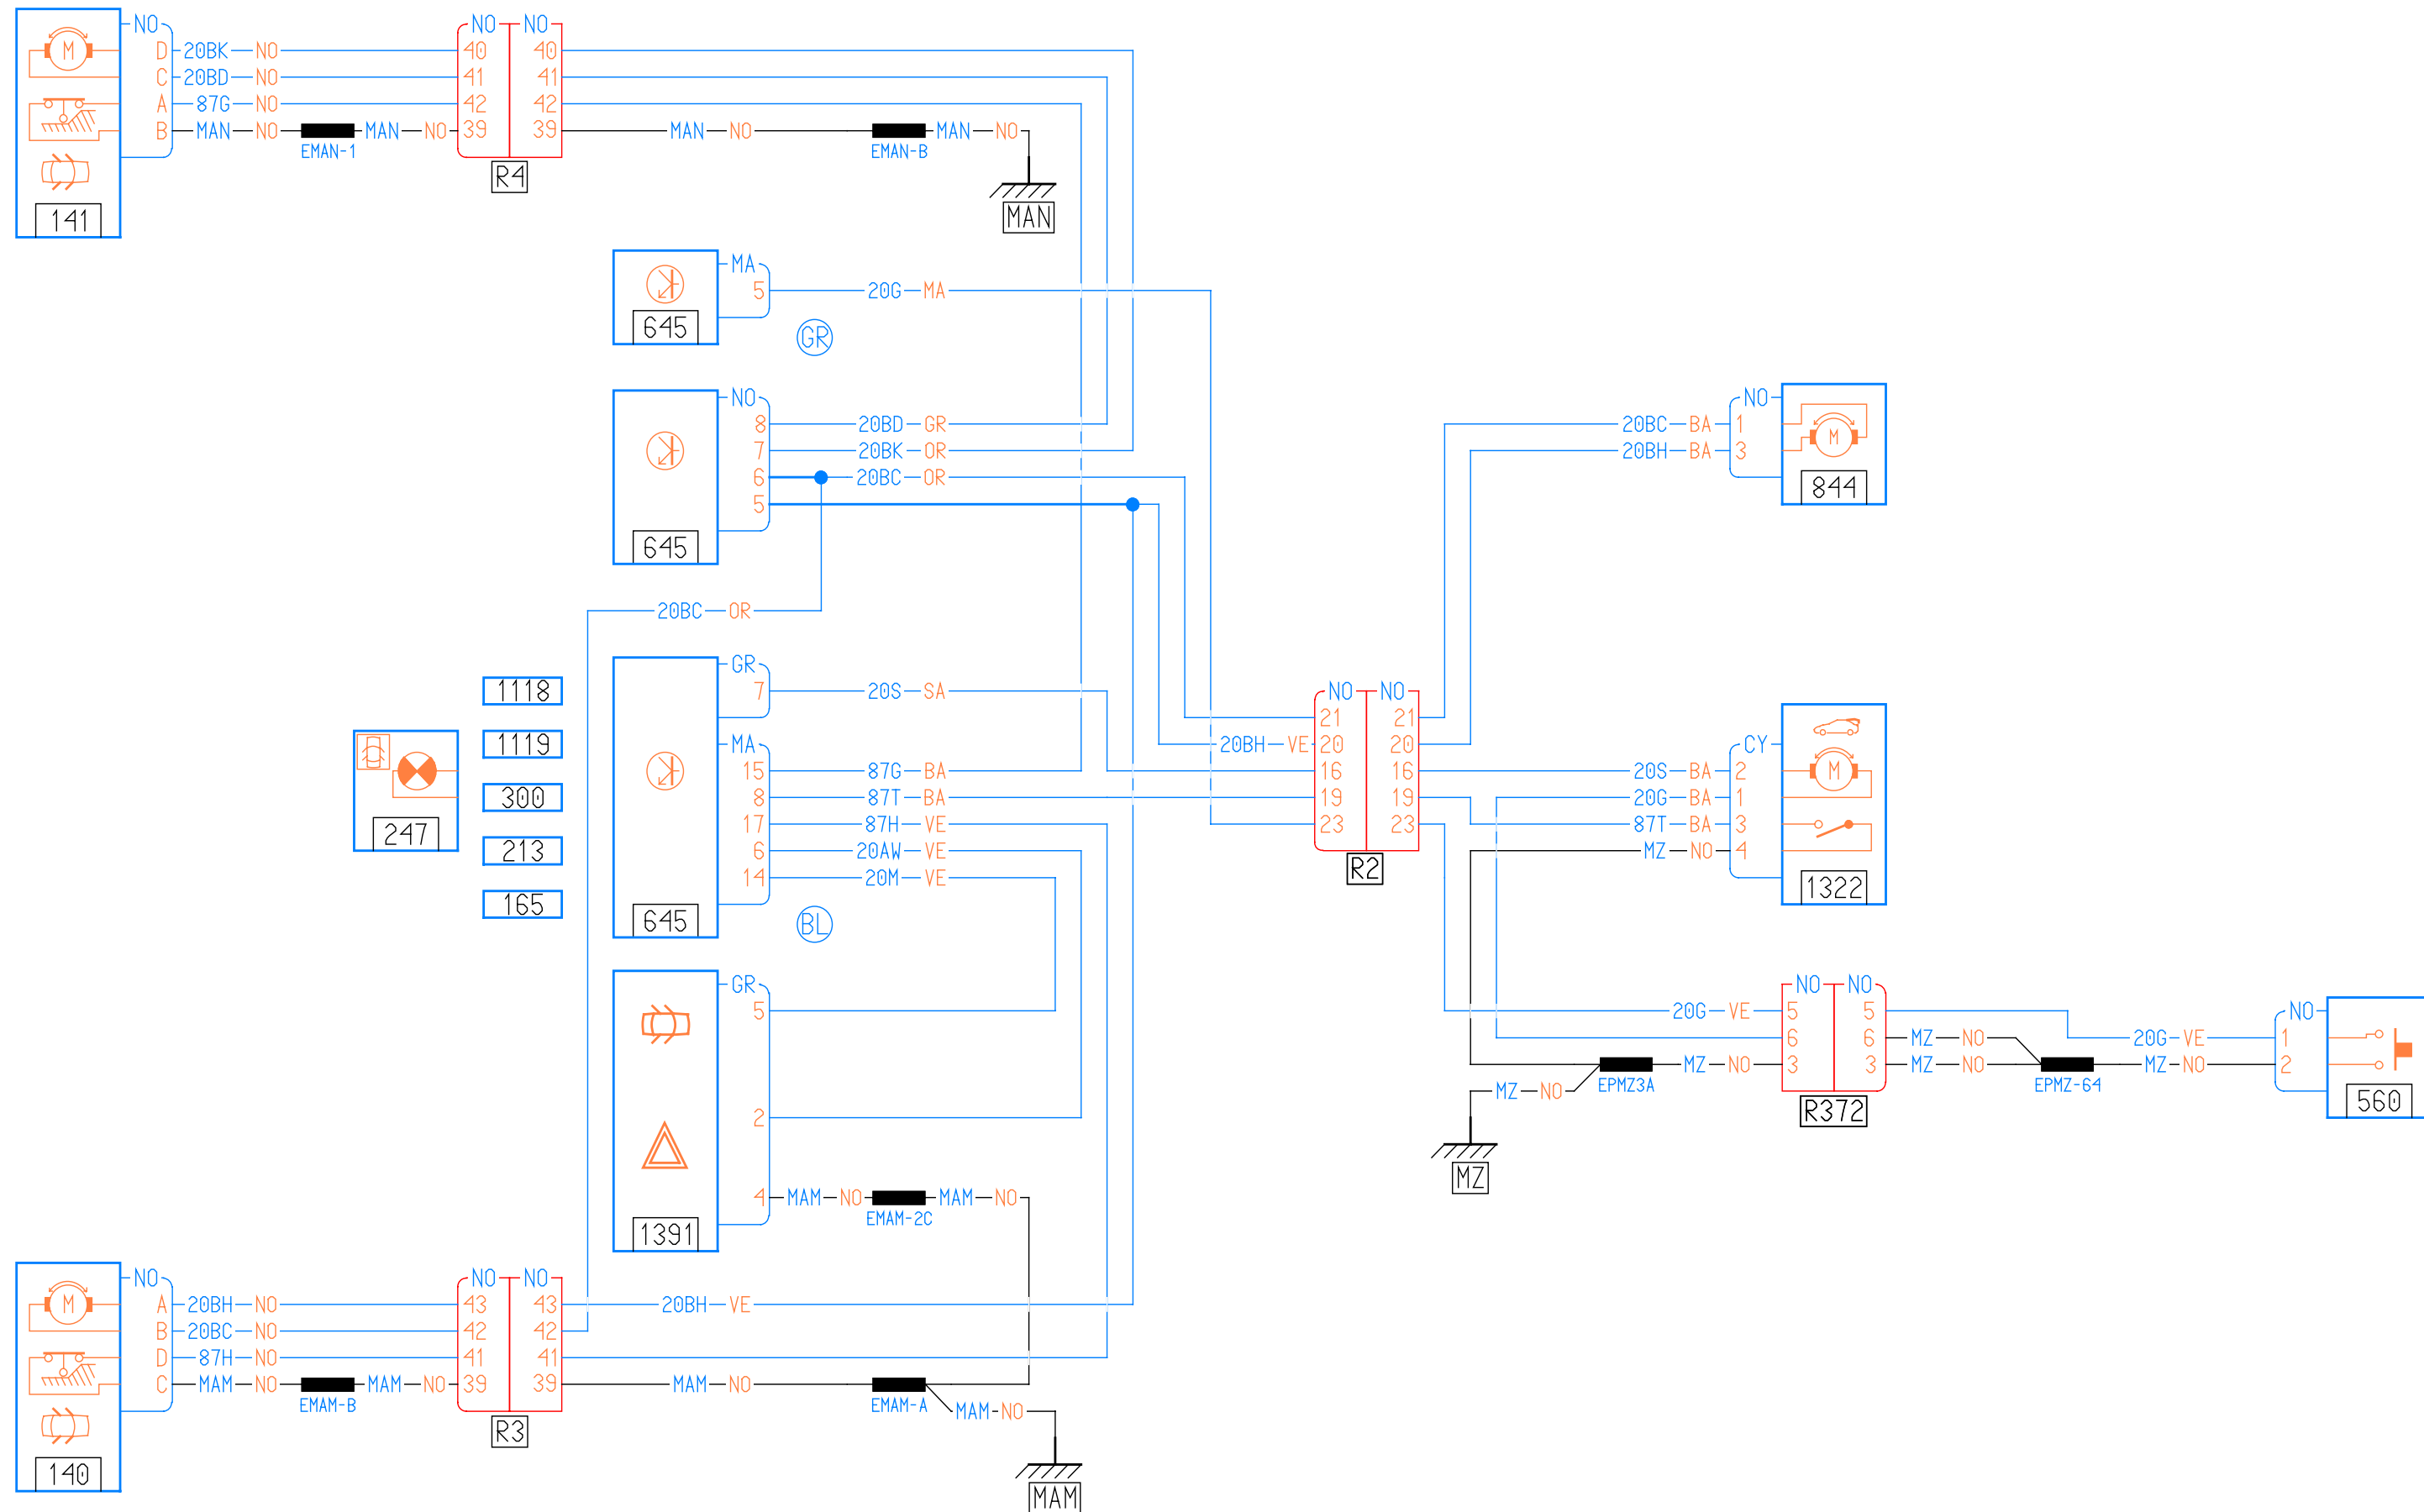 NO NO NO
D 20BK NO 40 40
C 20BD NO 41 41
A 87G NO 42 42
B MAN NO MAN NO 39 39 MAN NO MAN NO
EMAN-1 EMAN-B
R4
141 MAN
M
MA
5 20G MA
645
GR
NO
8 20BD GR
7 20BK OR
6 20BC OR
5
645
NO
20BC BA 1
20BH BA 3
M
844
20BC OR
GR
7 20S SA
MA
15 87G BA
8 87T BA
17 87H VE
6 20AW VE
14 20M VE
645
BL
1118
1119
300
213
165
247
NO NO
21 21
20BH VE 20 20
16 16
19 19
23 23
R2
CY
20S BA 2
20G BA 1
87T BA 3
MZ NO 4
M
1322
GR
5
2
4 MAM NO MAM NO
EMAM-2C
1391
NO NO
20G VE 5 5
6 6 MZ NO
MZ NO 3 3 MZ NO
MZ NO
EPMZ3A
R372
MZ
NO
20G VE 1
MZ NO 2
EPMZ-64
560
NO NO NO
A 20BH NO 43 43 20BH VE
B 20BC NO 42 42
D 87H NO 41 41
C MAM NO MAM NO 39 39 MAM NO
EMAM-B EMAM-A
MAM NO
R3
M
140
MAM